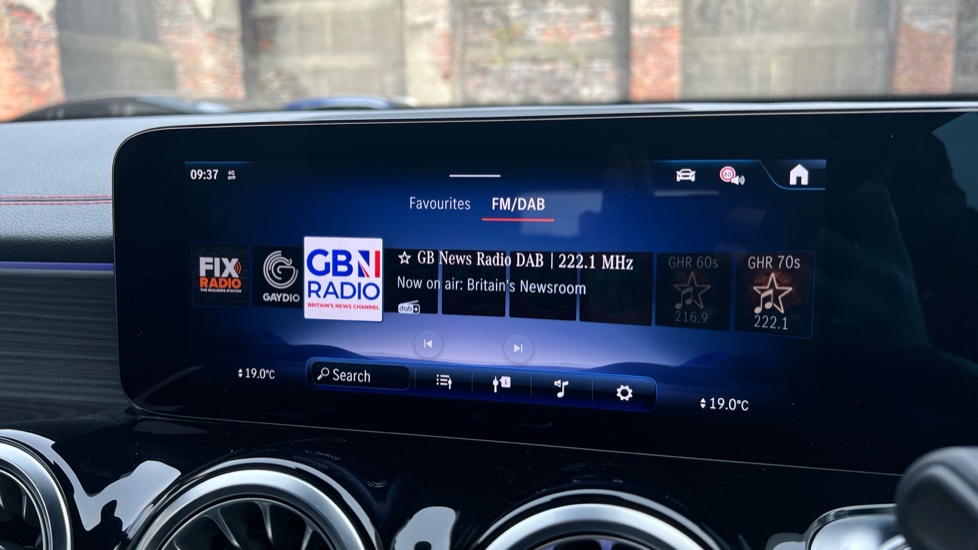 09:37 4G
Favourites FM/DAB
FIX
RADIO
THE BUILDERS STATION
GAYDIO
GBN
RADIO
BRITAIN'S NEWS CHANNEL
GB News Radio DAB | 222.1 MHz
Now on air: Britain's Newsroom
dab+
GHR 60s
216.9
GHR 70s
222.1
19.0°C
Search
19.0°C